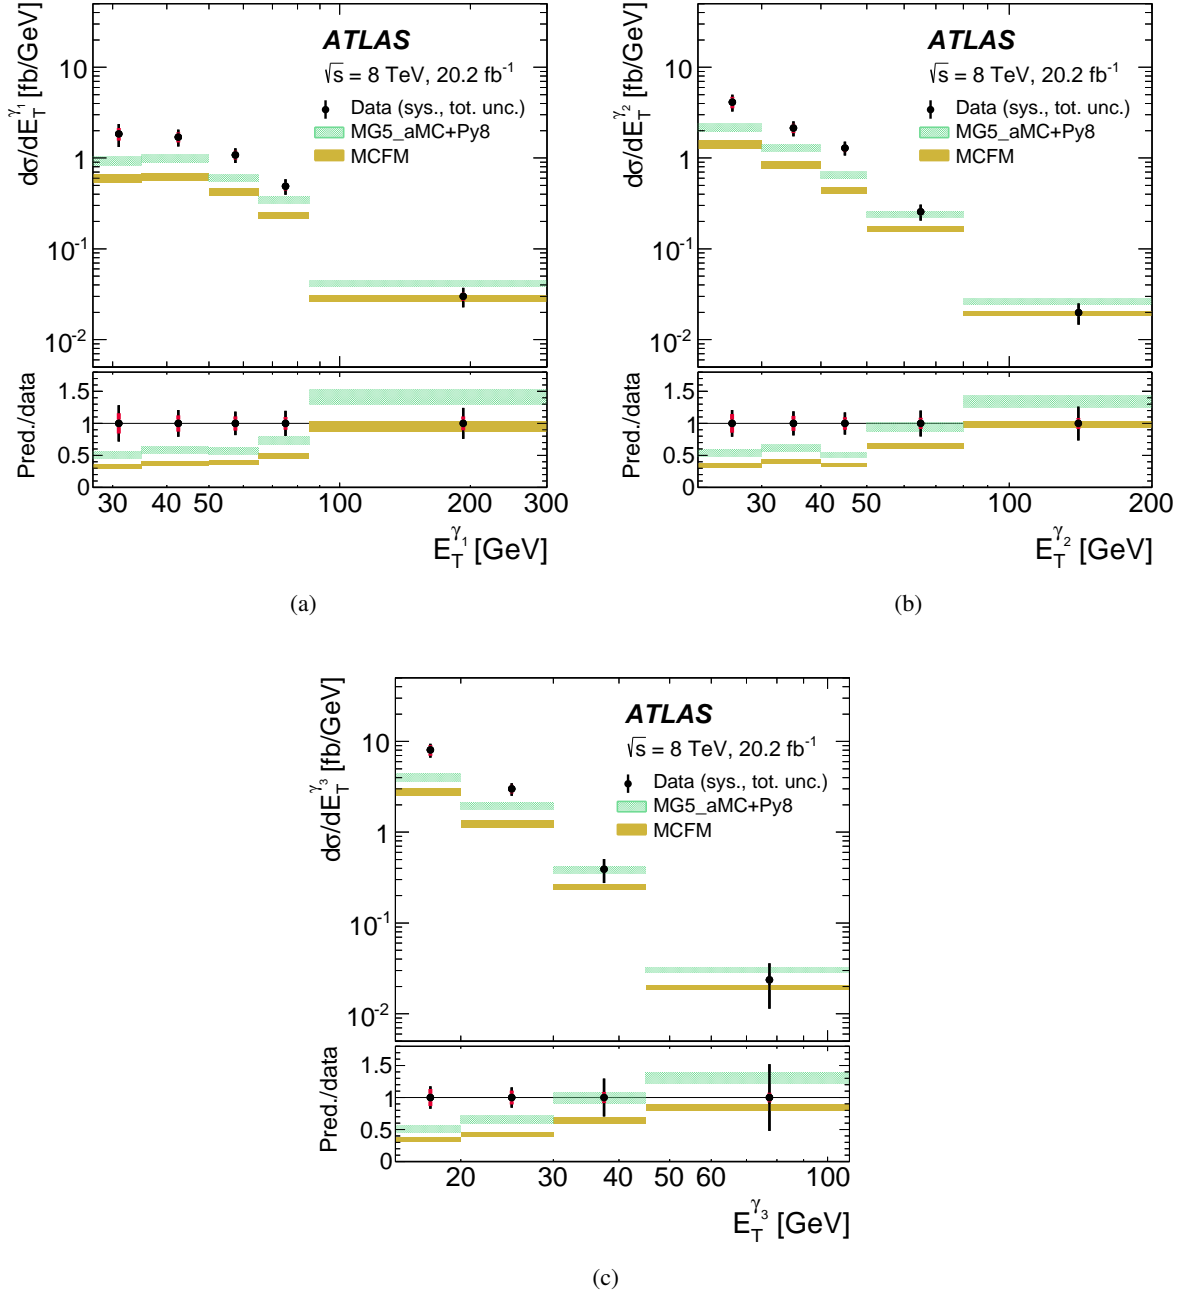 dσ/dE_T^γ₁ [fb/GeV]
10
1
10⁻¹
10⁻²
ATLAS
√s = 8 TeV, 20.2 fb⁻¹
Data (sys., tot. unc.)
MG5_aMC+Py8
MCFM
Pred./data
1.5
1
0.5
0
30 40 50 100 200 300
E_T^γ₁ [GeV]
(a)
dσ/dE_T^γ₂ [fb/GeV]
10
1
10⁻¹
10⁻²
ATLAS
√s = 8 TeV, 20.2 fb⁻¹
Data (sys., tot. unc.)
MG5_aMC+Py8
MCFM
Pred./data
1.5
1
0.5
0
30 40 50 100 200
E_T^γ₂ [GeV]
(b)
dσ/dE_T^γ₃ [fb/GeV]
10
1
10⁻¹
10⁻²
ATLAS
√s = 8 TeV, 20.2 fb⁻¹
Data (sys., tot. unc.)
MG5_aMC+Py8
MCFM
Pred./data
1.5
1
0.5
0
20 30 40 50 60 100
E_T^γ₃ [GeV]
(c)